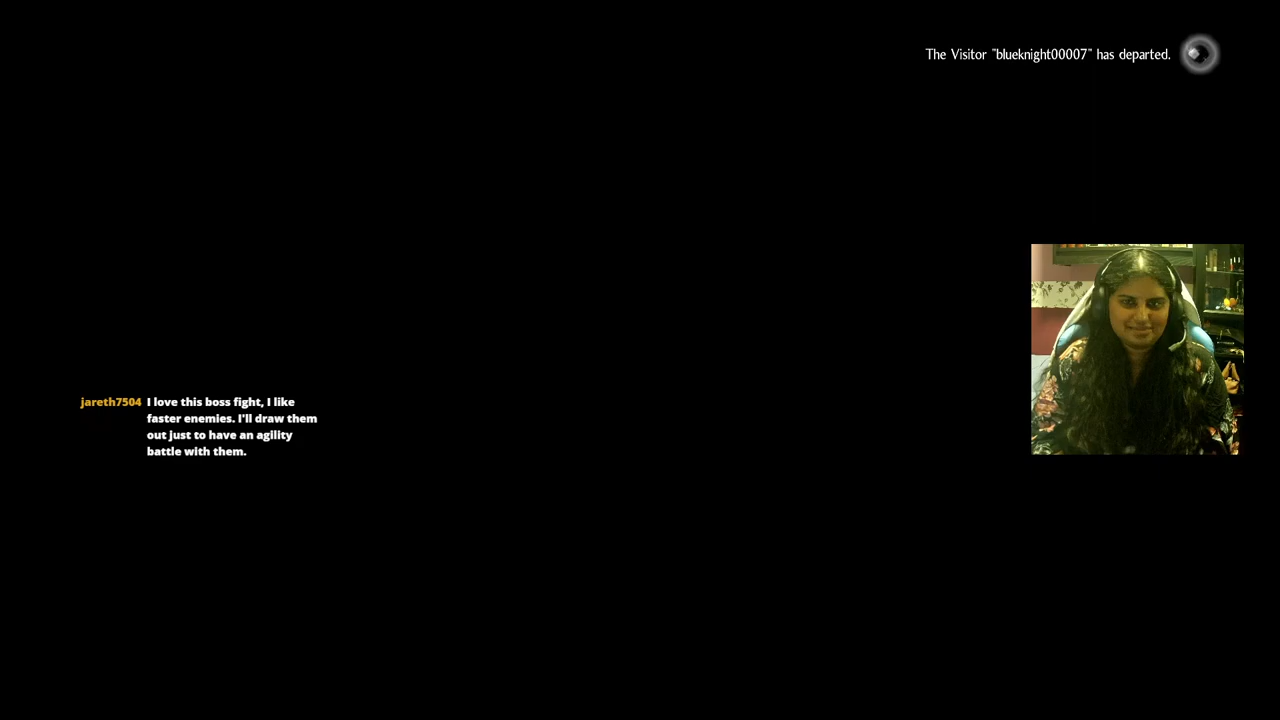 The Visitor "blueknight00007" has departed.
jareth7504 I love this boss fight, I like
faster enemies. I'll draw them
out just to have an agility
battle with them.